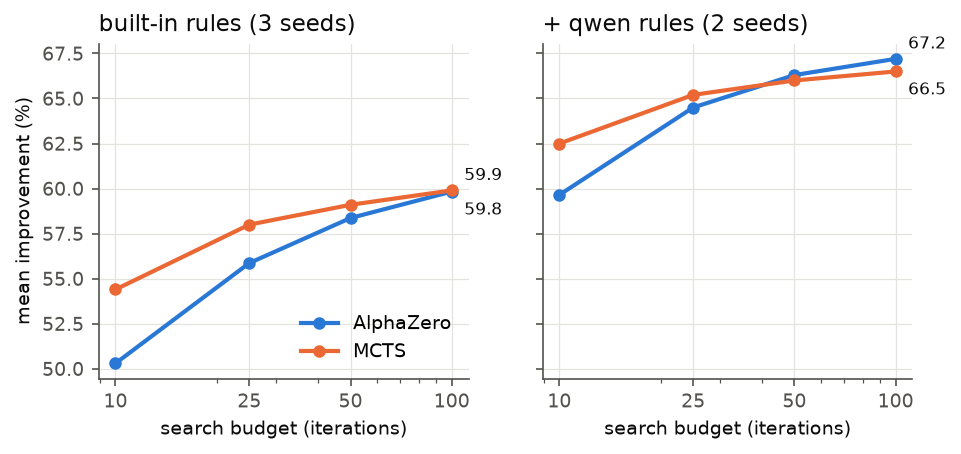 built-in rules (3 seeds)
+ qwen rules (2 seeds)
mean improvement (%)
67.5
65.0
62.5
60.0
57.5
55.0
52.5
50.0
59.9
59.8
AlphaZero
MCTS
10
25
50
100
search budget (iterations)
67.2
66.5
10
25
50
100
search budget (iterations)